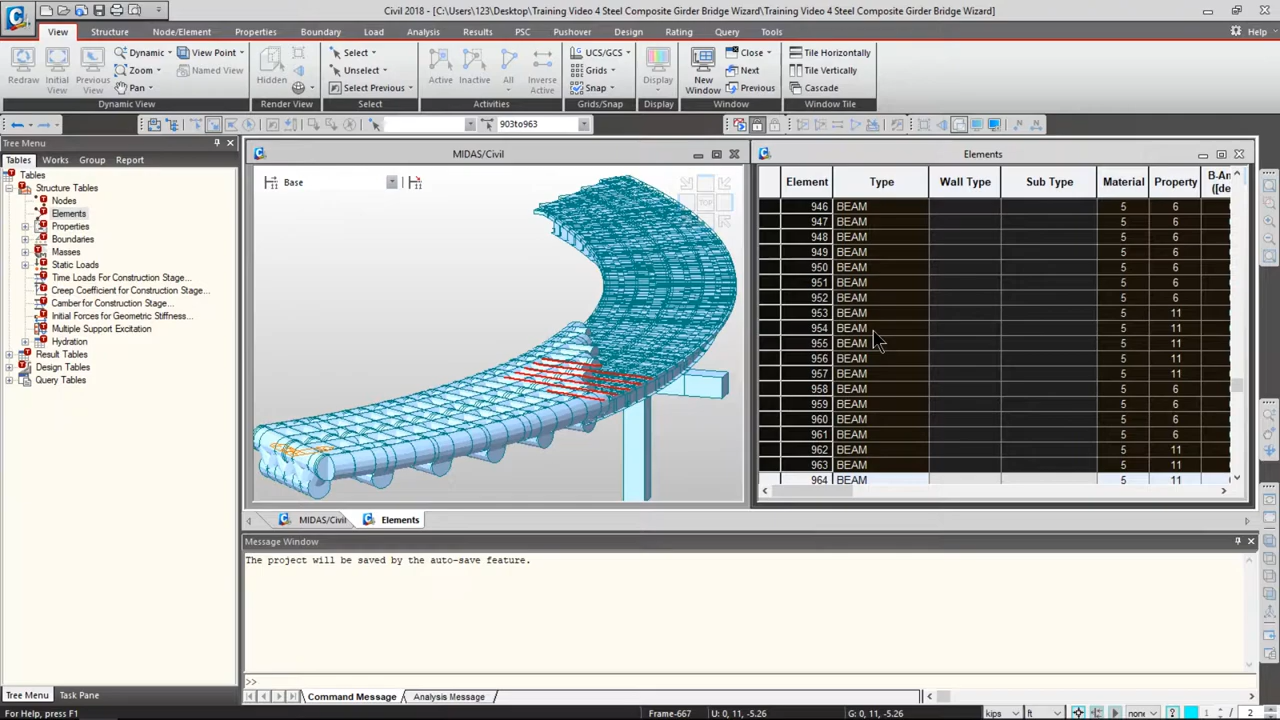 Civil 2018 - [C:\Users\123\Desktop\Training Video 4 Steel Composite Girder Bridge Wizard\Training Video 4 Steel Composite Girder Bridge Wizard]
View Structure Node/Element Properties Boundary Load Analysis Results PSC Pushover Design Rating Query Tools Help
Redraw Initial View Previous View Dynamic Zoom Pan View Point Named View
Hidden
Select Unselect Select Previous
Active Inactive All Inverse Active
UCS/GCS Grids Snap
Display
New Window Close Next Previous
Tile Horizontally Tile Vertically Cascade
Dynamic View Render View Select Activities Grids/Snap Display Window Window Tile
903to963
Tree Menu
Tables Works Group Report
Tables
Structure Tables
Nodes
Elements
Properties
Boundaries
Masses
Static Loads
Time Loads For Construction Stage...
Creep Coefficient for Construction Stage...
Camber for Construction Stage...
Initial Forces for Geometric Stiffness...
Multiple Support Excitation
Hydration
Result Tables
Design Tables
Query Tables
Tree Menu Task Pane
MIDAS/Civil
Base
TOP
Elements
Element Type Wall Type Sub Type Material Property B-An ([de
946 BEAM 5 6
947 BEAM 5 6
948 BEAM 5 6
949 BEAM 5 6
950 BEAM 5 6
951 BEAM 5 6
952 BEAM 5 6
953 BEAM 5 11
954 BEAM 5 11
955 BEAM 5 11
956 BEAM 5 11
957 BEAM 5 11
958 BEAM 5 6
959 BEAM 5 6
960 BEAM 5 6
961 BEAM 5 6
962 BEAM 5 11
963 BEAM 5 11
964 BEAM 5 11
MIDAS/Civil Elements
Message Window
The project will be saved by the auto-save feature.
>>
Command Message Analysis Message
For Help, press F1
Frame-667 U: 0, 11, -5.26 G: 0, 11, -5.26 kips ft none ? 1 / 2